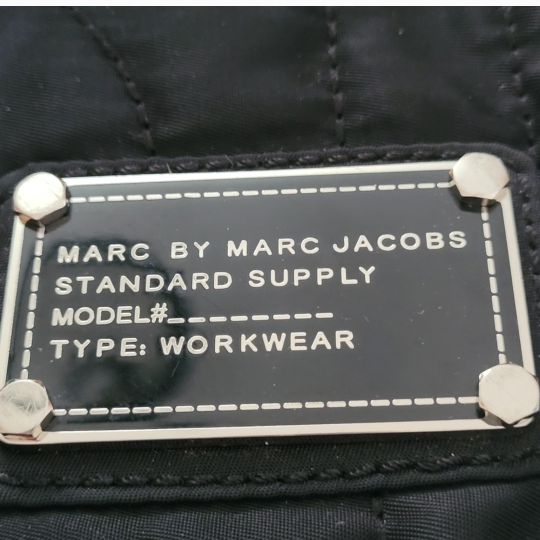 MARC BY MARC JACOBS
STANDARD SUPPLY
MODEL#_________
TYPE: WORKWEAR